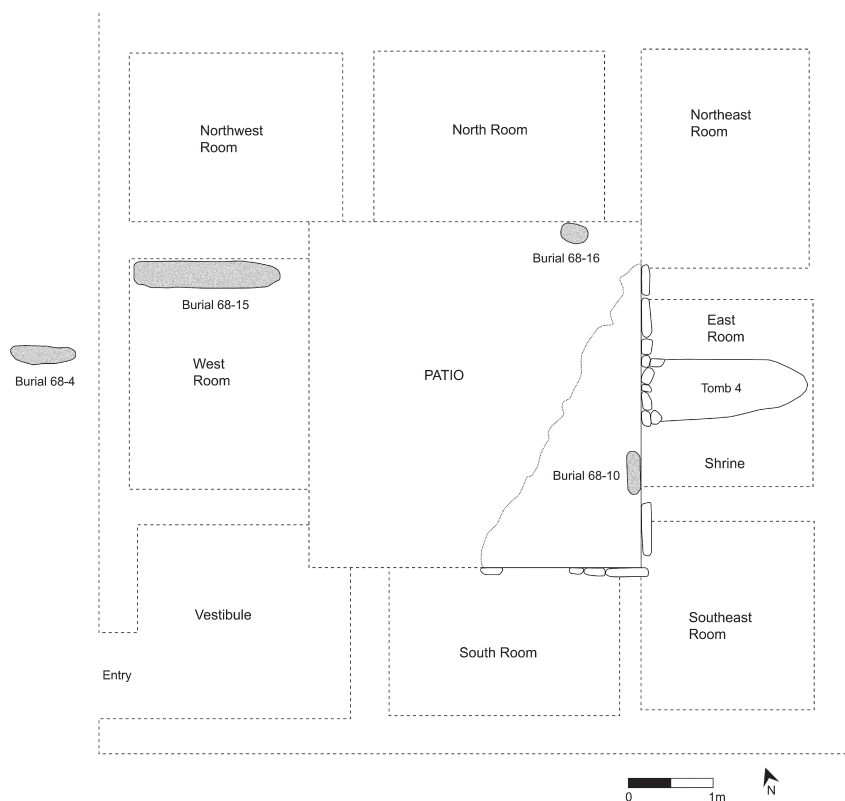 Northwest
Room
North Room
Northeast
Room
Burial 68-16
Burial 68-15
East
Room
West
Room
Burial 68-4
PATIO
Tomb 4
Burial 68-10
Shrine
Vestibule
Southeast
Room
South Room
Entry
N
0
1m